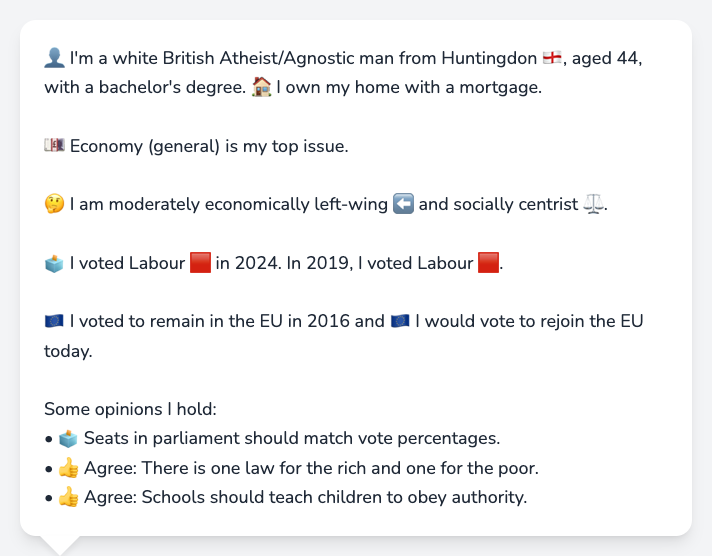 👤 I'm a white British Atheist/Agnostic man from Huntingdon 🏴󠁧󠁢󠁥󠁮󠁧󠁿, aged 44,
with a bachelor's degree. 🏠 I own my home with a mortgage.
💷 Economy (general) is my top issue.
🤔 I am moderately economically left-wing ⬅️ and socially centrist ⚖️.
🗳️ I voted Labour 🟥 in 2024. In 2019, I voted Labour 🟥.
🇪🇺 I voted to remain in the EU in 2016 and 🇪🇺 I would vote to rejoin the EU
today.
Some opinions I hold:
• 🗳️ Seats in parliament should match vote percentages.
• 👍 Agree: There is one law for the rich and one for the poor.
• 👍 Agree: Schools should teach children to obey authority.